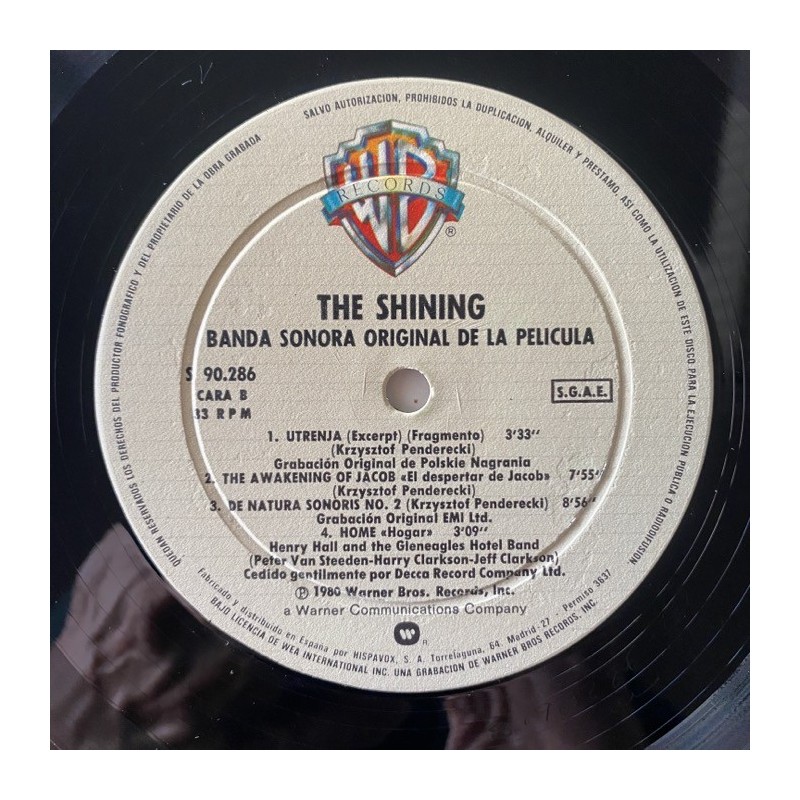 SALVO AUTORIZACION, PROHIBIDOS LA DUPLICACION, ALQUILER Y PRESTAMO, ASI COMO LA UTILIZACION DE ESTE DISCO PARA LA EJECUCION PUBLICA O RADIODIFUSION.
QUEDAN RESERVADOS LOS DERECHOS DEL PRODUCTOR FONOGRAFICO Y DEL PROPIETARIO DE LA OBRA GRABADA
WB
RECORDS
®
THE SHINING
BANDA SONORA ORIGINAL DE LA PELICULA
S 90.286
CARA B
33 RPM
S.G.A.E.
1. UTRENJA (Excerpt) (Fragmento) 3'33''
(Krzysztof Penderecki)
Grabación Original de Polskie Nagrania
2. THE AWAKENING OF JACOB «El despertar de Jacob» 7'55''
(Krzysztof Penderecki)
3. DE NATURA SONORIS NO. 2 (Krzysztof Penderecki) 8'56''
Grabación Original EMI Ltd.
4. HOME «Hogar» 3'09''
Henry Hall and the Gleneagles Hotel Band
(Peter Van Steeden-Harry Clarkson-Jeff Clarkson)
Cedido gentilmente por Decca Record Company Ltd.
℗ 1980 Warner Bros. Records, Inc.
a Warner Communications Company
R
Fabricado y distribuido en España por HISPAVOX, S. A. Torrelaguna, 64. Madrid - 27 - Permiso 3637
BAJO LICENCIA DE WEA INTERNATIONAL INC. UNA GRABACION DE WARNER BROS RECORDS, INC.